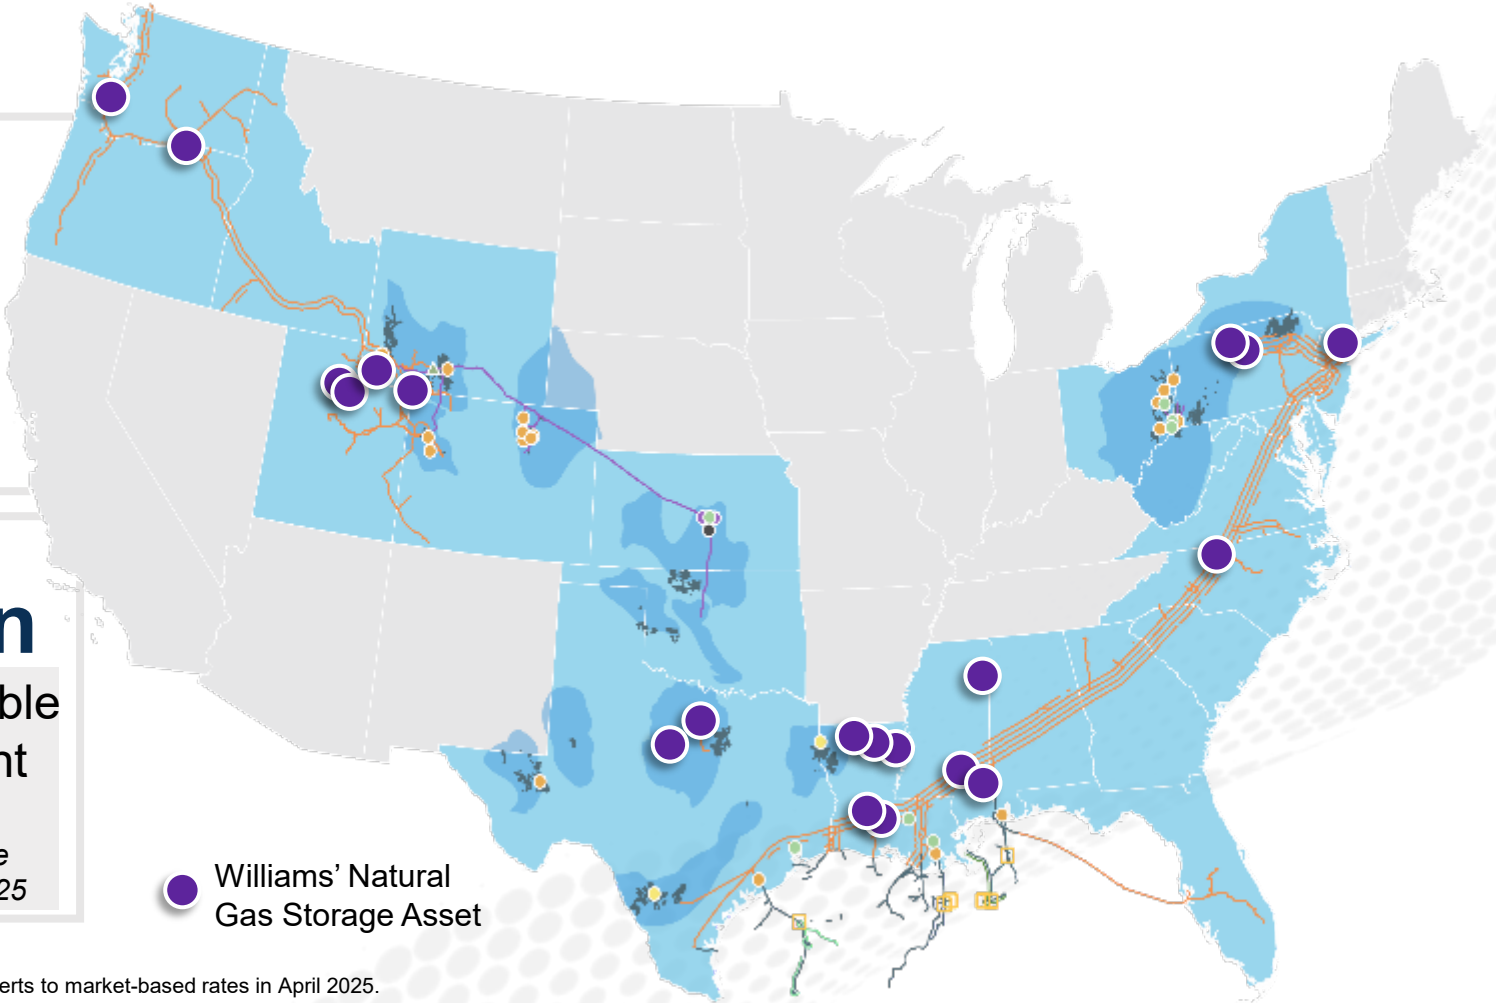 n
ble
nt
e
25
Williams’ Natural
Gas Storage Asset
erts to market-based rates in April 2025.